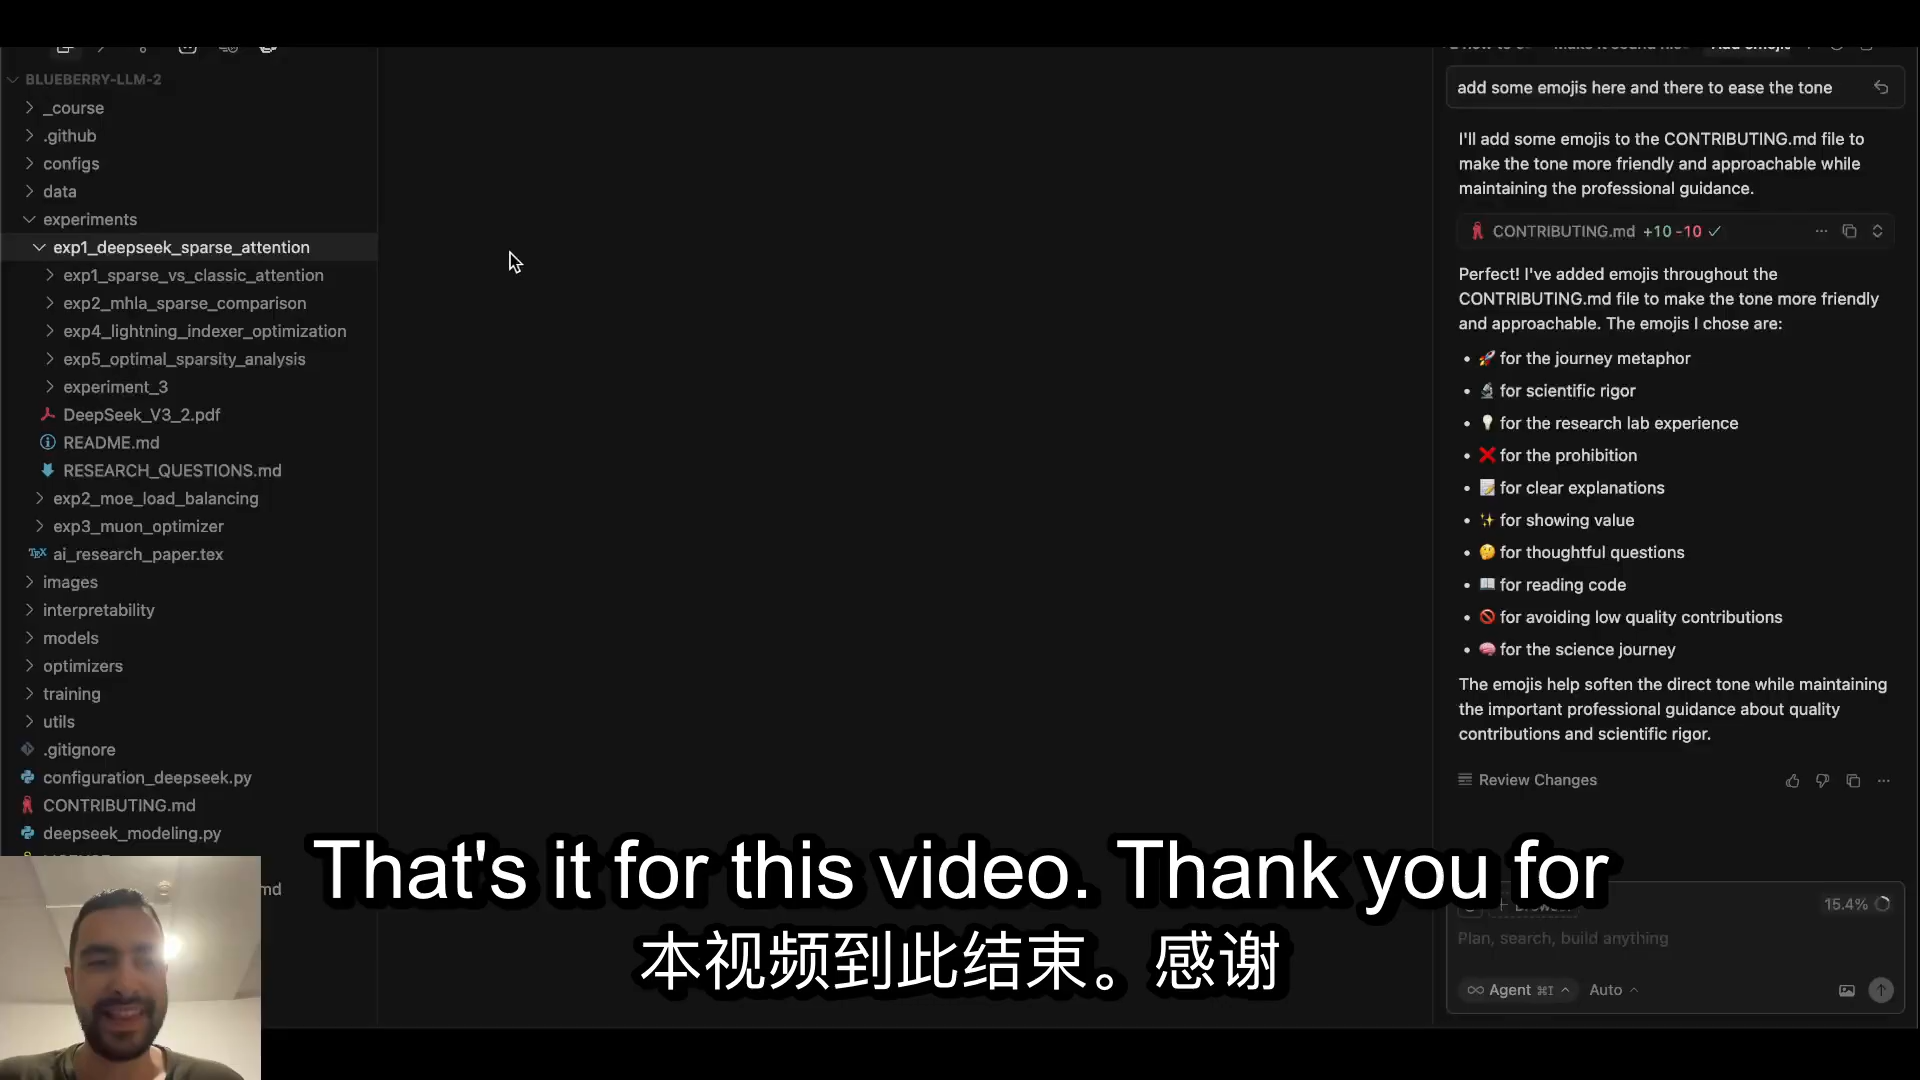 BLUEBERRY-LLM-2
_course
.github
configs
data
experiments
exp1_deepseek_sparse_attention
exp1_sparse_vs_classic_attention
exp2_mhla_sparse_comparison
exp4_lightning_indexer_optimization
exp5_optimal_sparsity_analysis
experiment_3
DeepSeek_V3_2.pdf
README.md
RESEARCH_QUESTIONS.md
exp2_moe_load_balancing
exp3_muon_optimizer
TEX ai_research_paper.tex
images
interpretability
models
optimizers
training
utils
.gitignore
configuration_deepseek.py
CONTRIBUTING.md
deepseek_modeling.py
md
add some emojis here and there to ease the tone
I'll add some emojis to the CONTRIBUTING.md file to
make the tone more friendly and approachable while
maintaining the professional guidance.
CONTRIBUTING.md +10 -10
Perfect! I've added emojis throughout the
CONTRIBUTING.md file to make the tone more friendly
and approachable. The emojis I chose are:
• 🚀 for the journey metaphor
• 🔬 for scientific rigor
• 💡 for the research lab experience
• ❌ for the prohibition
• 📝 for clear explanations
• ✨ for showing value
• 🤔 for thoughtful questions
• 📖 for reading code
• 🚫 for avoiding low quality contributions
• 🧠 for the science journey
The emojis help soften the direct tone while maintaining
the important professional guidance about quality
contributions and scientific rigor.
Review Changes
15.4%
Plan, search, build anything
Agent ⌘I
Auto
That's it for this video. Thank you for
本视频到此结束。感谢